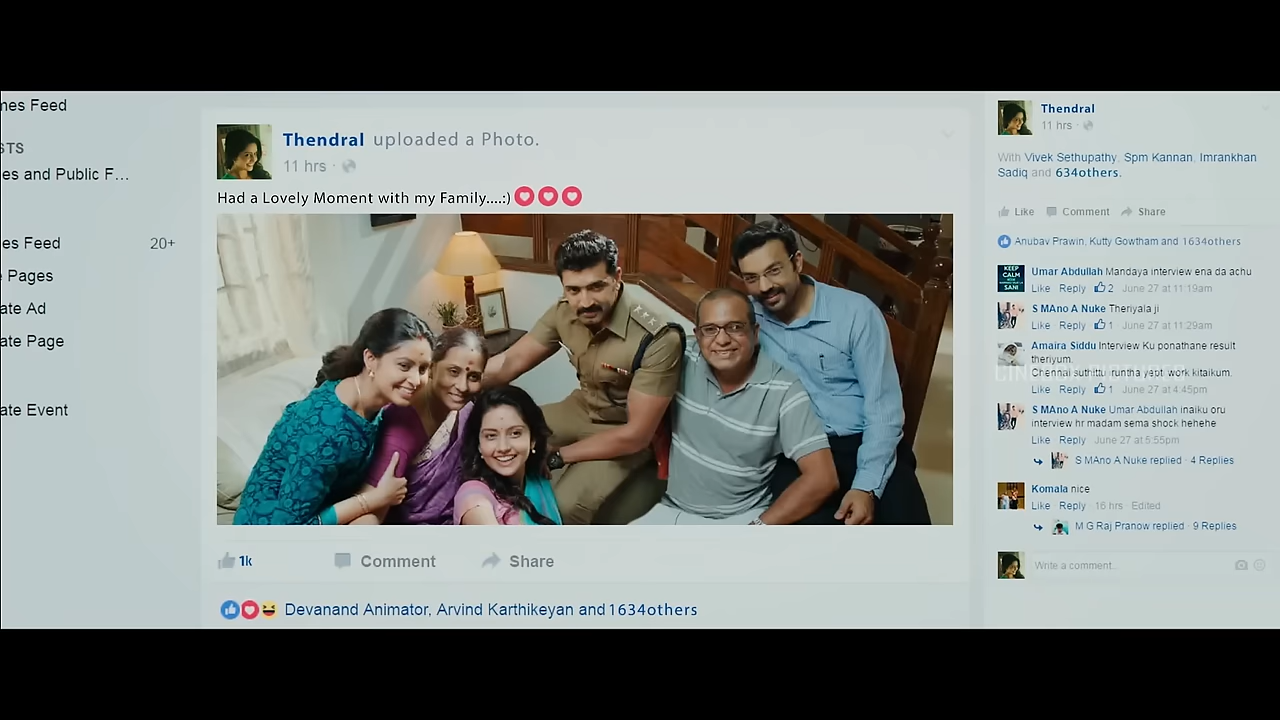 mes Feed
STS
es and Public F...
es Feed 20+
Pages
ate Ad
ate Page
ate Event
Thendral uploaded a Photo.
11 hrs
Had a Lovely Moment with my Family....:)
1k Comment Share
Devanand Animator, Arvind Karthikeyan and 1634others
Thendral
11 hrs
With Vivek Sethupathy, Spm Kannan, Imrankhan
Sadiq and 634others.
Like Comment Share
Anubav Prawin, Kutty Gowtham and 1634others
KEEP
CALM
SANI
Umar Abdullah Mandaya interview ena da achu
Like Reply 2 June 27 at 11:19am
S MAno A Nuke Theriyala ji
Like Reply 1 June 27 at 11:29am
Amaira Siddu Interview Ku ponathane result
theriyum.
Chennai suthitu iruntha yept work kitaikum.
Like Reply 1 June 27 at 4:45pm
S MAno A Nuke Umar Abdullah inaiku oru
interview hr madam sema shock hehehe
Like Reply June 27 at 5:55pm
S MAno A Nuke replied · 4 Replies
Komala nice
Like Reply 16 hrs · Edited
M G Raj Pranow replied · 9 Replies
Write a comment..